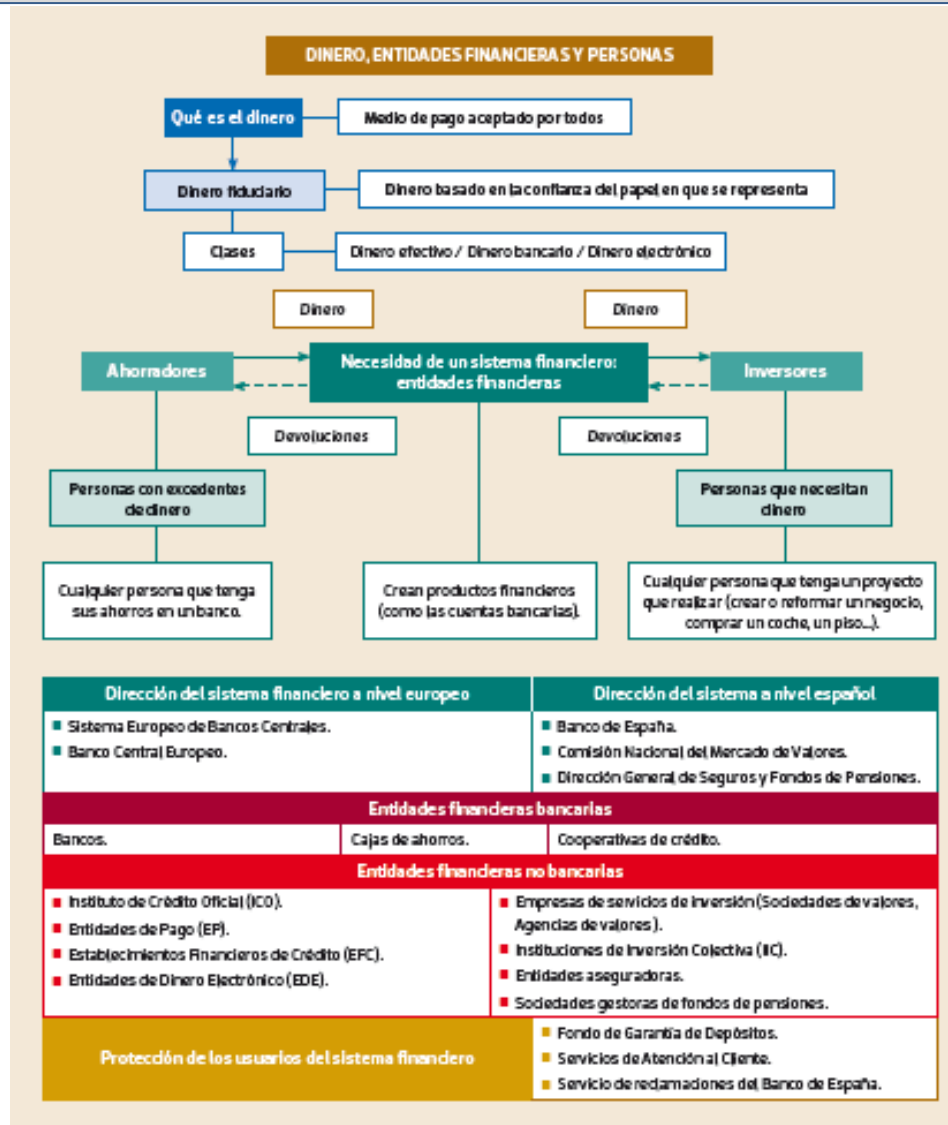 DINERO, ENTIDADES FINANCIERAS Y PERSONAS
Qué es el dinero
Medio de pago aceptado por todos
Dinero fiduciario
Dinero basado en la confianza del papel en que se representa
Clases
Dinero efectivo / Dinero bancario / Dinero electrónico
Dinero
Dinero
Ahorradores
Necesidad de un sistema financiero:
entidades financieras
Inversores
Devoluciones
Devoluciones
Personas con excedentes
de dinero
Personas que necesitan
dinero
Cualquier persona que tenga
sus ahorros en un banco.
Crean productos financieros
(como las cuentas bancarias).
Cualquier persona que tenga un proyecto
que realizar (crear o reformar un negocio,
comprar un coche, un piso...).
Dirección del sistema financiero a nivel europeo
Dirección del sistema a nivel español
Sistema Europeo de Bancos Centrales.
Banco Central Europeo.
Banco de España.
Comisión Nacional del Mercado de Valores.
Dirección General de Seguros y Fondos de Pensiones.
Entidades financieras bancarias
Bancos.
Cajas de ahorros.
Cooperativas de crédito.
Entidades financieras no bancarias
Instituto de Crédito Oficial (ICO).
Entidades de Pago (EP).
Establecimientos Financieros de Crédito (EFC).
Entidades de Dinero Electrónico (EDE).
Empresas de servicios de inversión (Sociedades de valores,
Agencias de valores).
Instituciones de Inversión Colectiva (IIC).
Entidades aseguradoras.
Sociedades gestoras de fondos de pensiones.
Protección de los usuarios del sistema financiero
Fondo de Garantía de Depósitos.
Servicios de Atención al Cliente.
Servicio de reclamaciones del Banco de España.